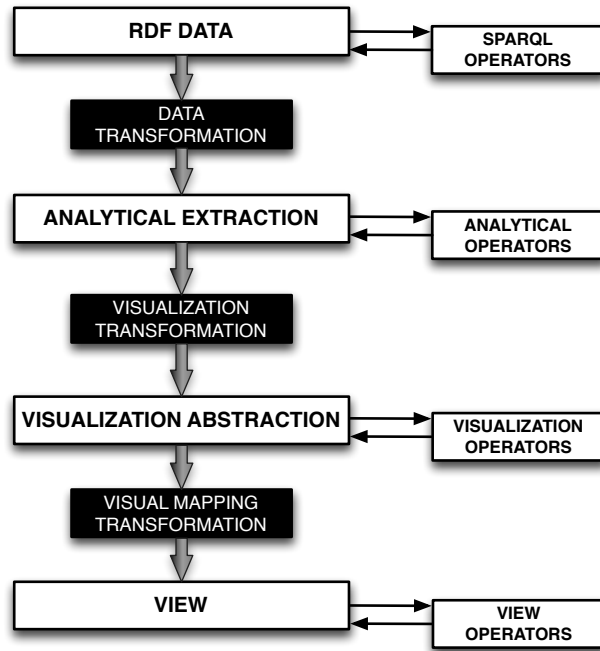 RDF DATA
SPARQL
OPERATORS
DATA
TRANSFORMATION
ANALYTICAL EXTRACTION
ANALYTICAL
OPERATORS
VISUALIZATION
TRANSFORMATION
VISUALIZATION ABSTRACTION
VISUALIZATION
OPERATORS
VISUAL MAPPING
TRANSFORMATION
VIEW
VIEW
OPERATORS